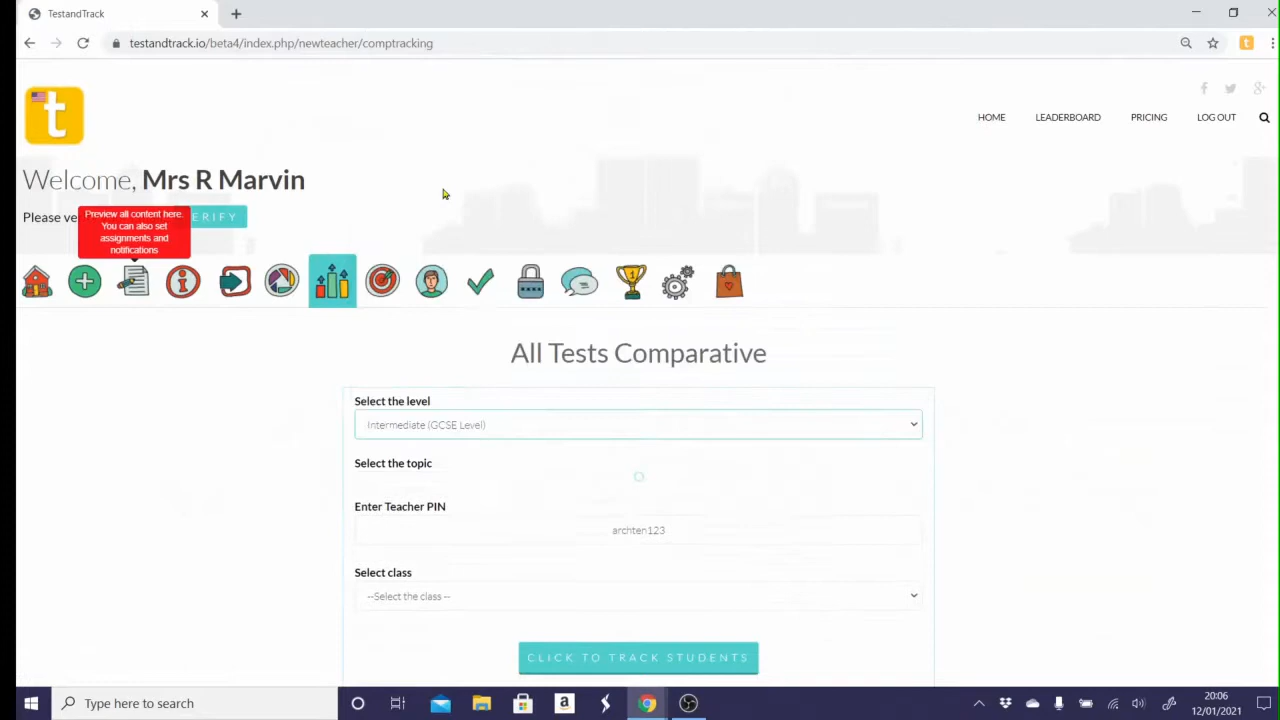 TestandTrack
testandtrack.io/beta4/index.php/newteacher/comptracking
t
t
HOME
LEADERBOARD
PRICING
LOG OUT
Welcome, Mrs R Marvin
Please ve
ERIFY
Preview all content here.
You can also set
assignments and
notifications
All Tests Comparative
Select the level
Intermediate (GCSE Level)
Select the topic
Enter Teacher PIN
archten123
Select class
--Select the class --
CLICK TO TRACK STUDENTS
Type here to search
20:06
12/01/2021